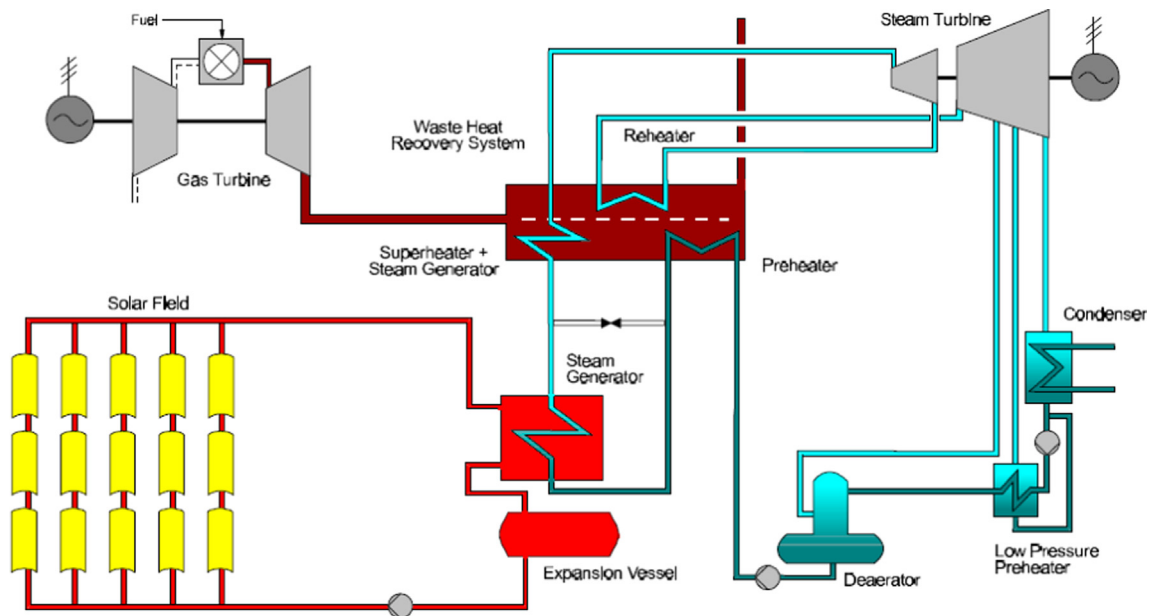 Fuel
Steam Turbine
Waste Heat
Recovery System
Reheater
Gas Turbine
Superheater +
Steam Generator
Preheater
Solar Field
Condenser
Steam
Generator
Expansion Vessel
Deaerator
Low Pressure
Preheater